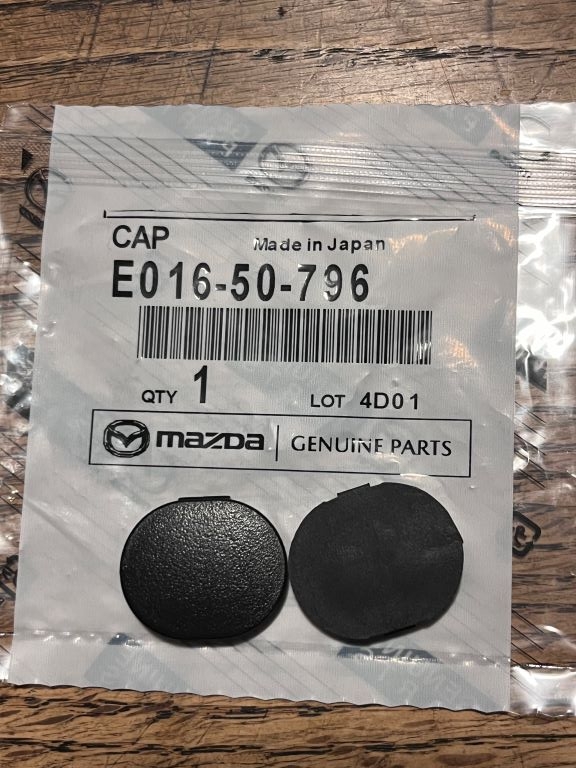 CAP Made in Japan
E016-50-796
QTY 1 LOT 4D01
mazda GENUINE PARTS